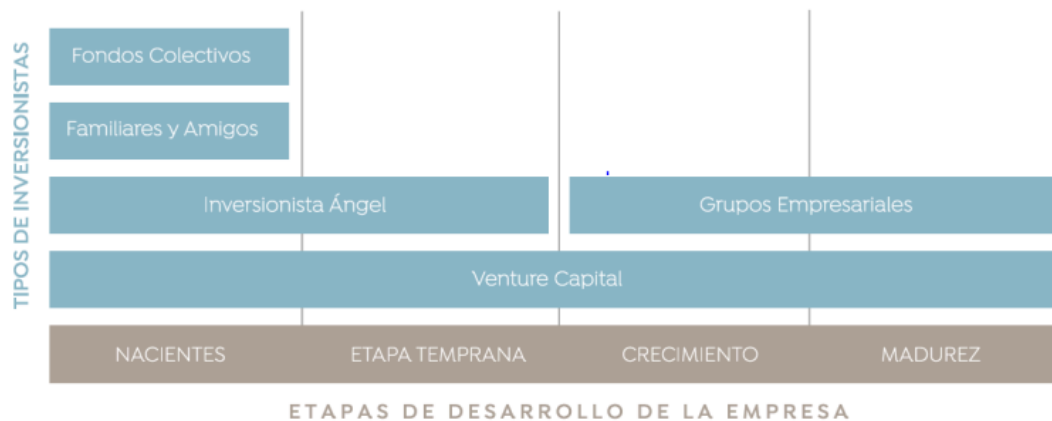 TIPOS DE INVERSIONISTAS
Fondos Colectivos
Familiares y Amigos
Inversionista Ángel
Grupos Empresariales
Venture Capital
NACIENTES
ETAPA TEMPRANA
CRECIMIENTO
MADUREZ
ETAPAS DE DESARROLLO DE LA EMPRESA